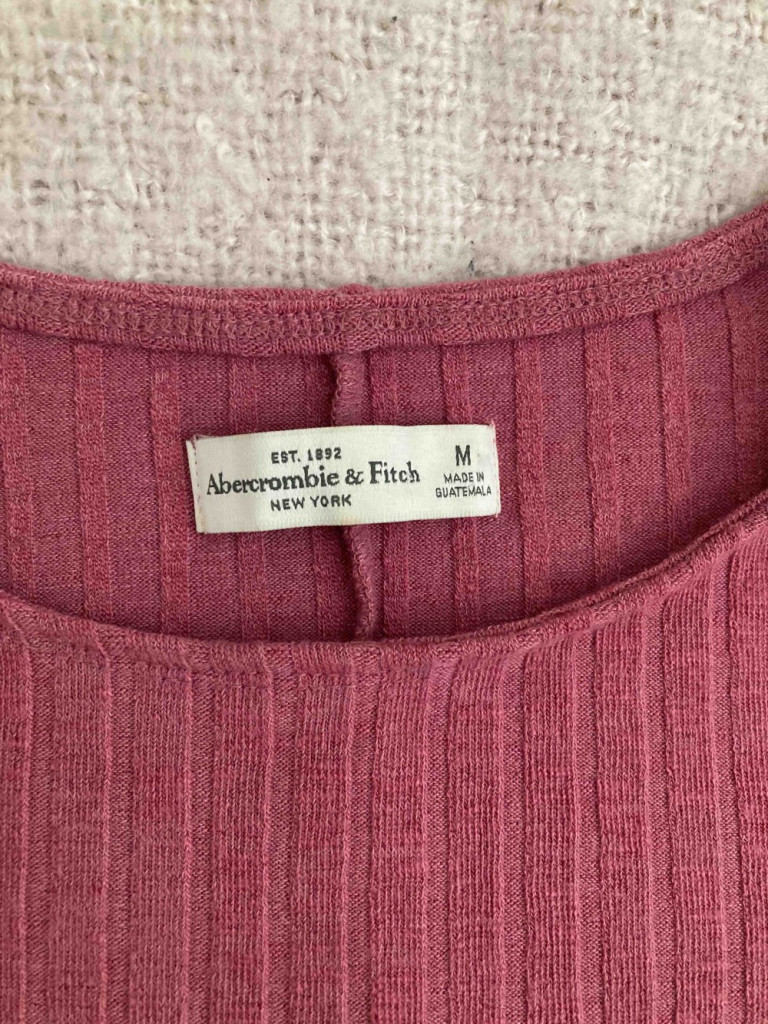 EST. 1892
Abercrombie & Fitch
NEW YORK
M
MADE IN
GUATEMALA